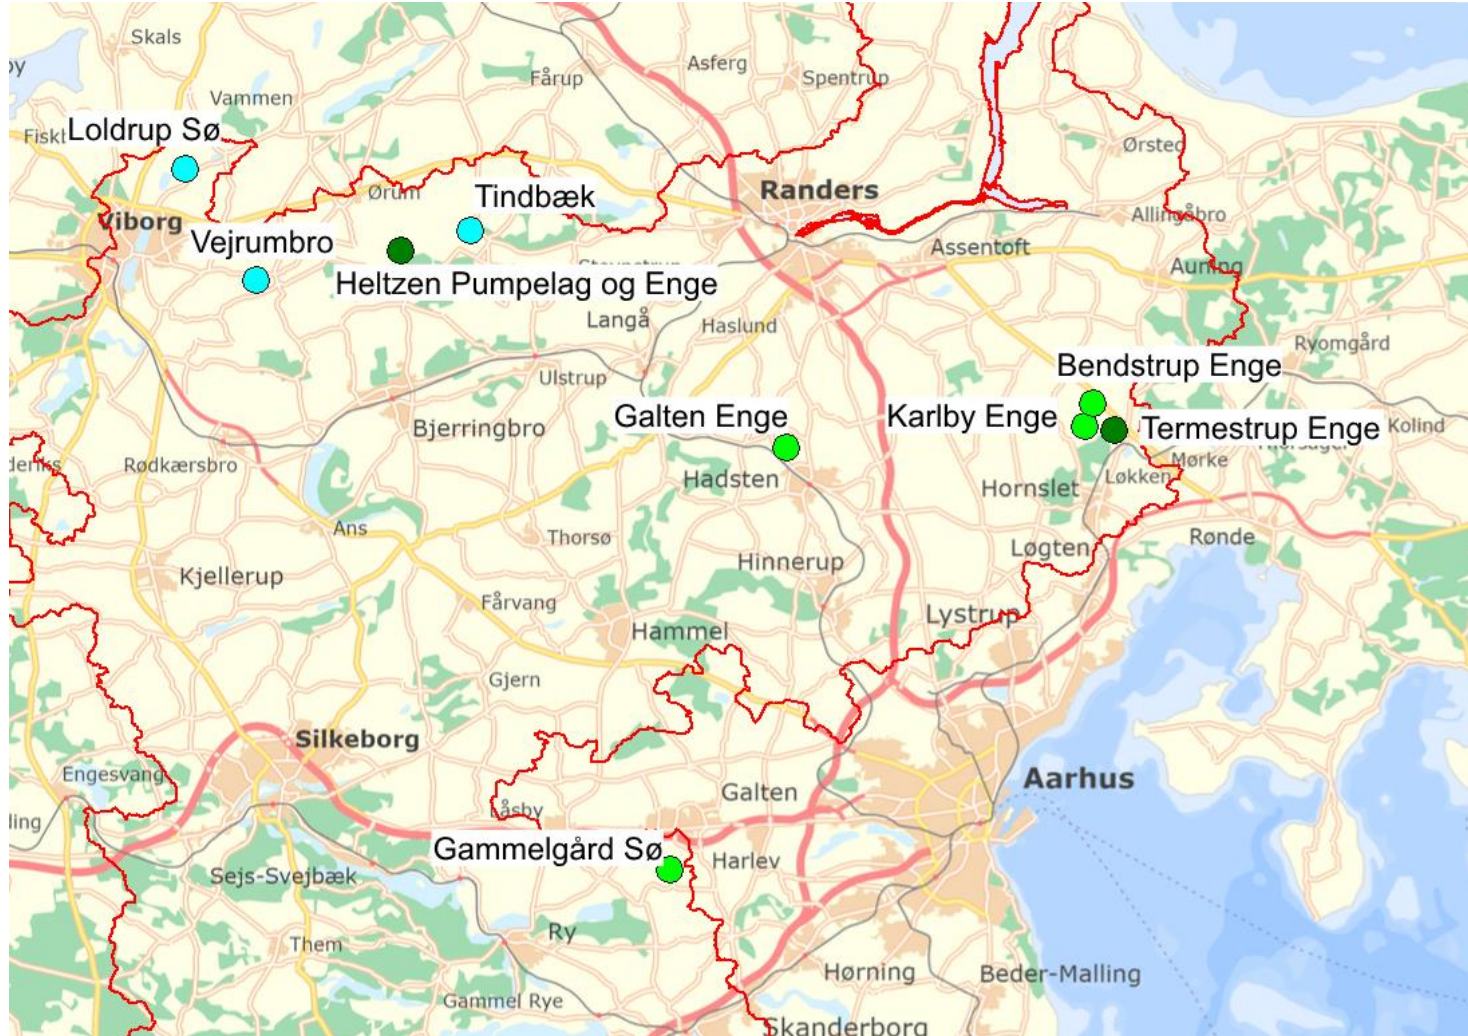 Skals
Asferg
Spentrup
Fårup
Vammen
Loldrup Sø
Ørsted
Tindbæk
Ørum
Randers
Viborg
Allingåbro
Vejrumbro
Assentoft
Auning
Heltzen Pumpelag og Enge
Langå
Haslund
Ryomgård
Bendstrup Enge
Ulstrup
Galten Enge
Karlby Enge
Bjerringbro
Termestrup Enge
Kolind
Rødkærsbro
Mørke
Hadsten
Løkken
Hornslet
Ans
Thorsø
Rønde
Løgten
Hinnerup
Kjellerup
Fårvang
Lystrup
Hammel
Gjern
Silkeborg
Engesvang
Aarhus
Galten
Låsby
ling
Gammelgård Sø
Harlev
Sejs-Svejbæk
Ry
Them
Hørning
Beder-Malling
Gammel Rye
Skanderborg